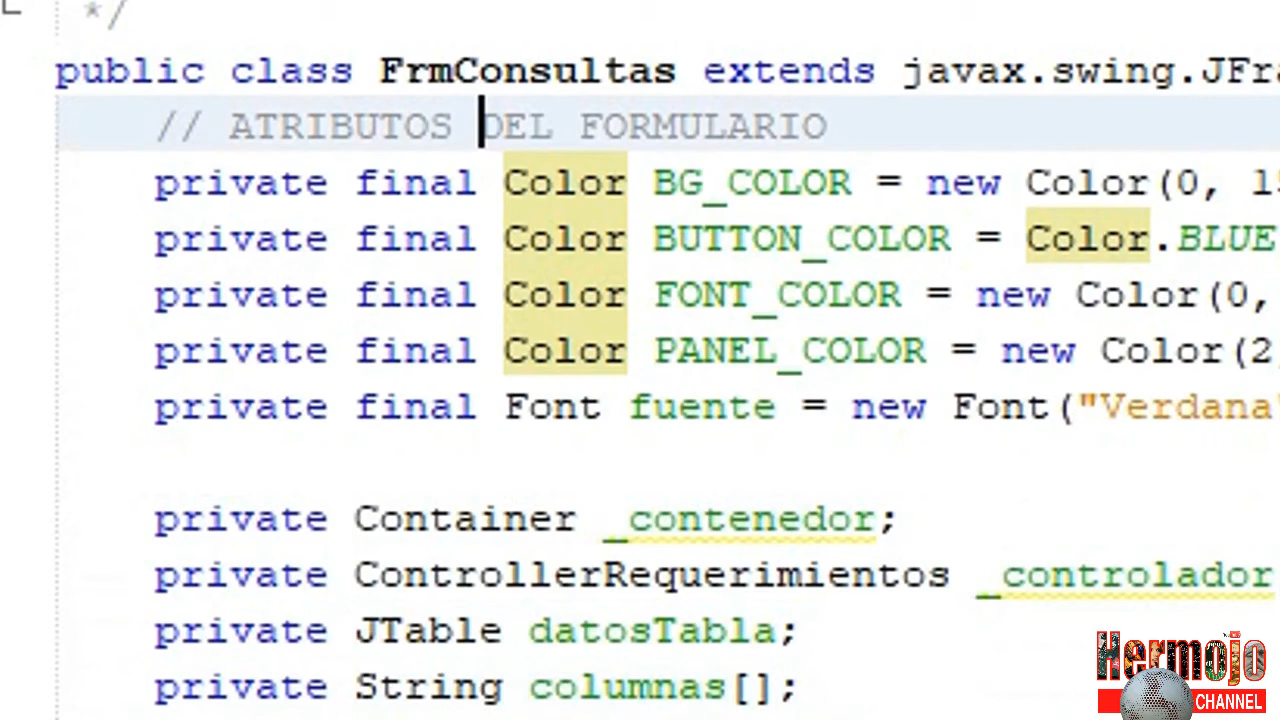 */
public class FrmConsultas extends javax.swing.JFra
// ATRIBUTOS DEL FORMULARIO
private final Color BG_COLOR = new Color(0, 1
private final Color BUTTON_COLOR = Color.BLUE
private final Color FONT_COLOR = new Color(0,
private final Color PANEL_COLOR = new Color(2
private final Font fuente = new Font("Verdana"
private Container _contenedor;
private ControllerRequerimientos _controlador
private JTable datosTabla;
private String columnas[];
Hermojo
CHANNEL